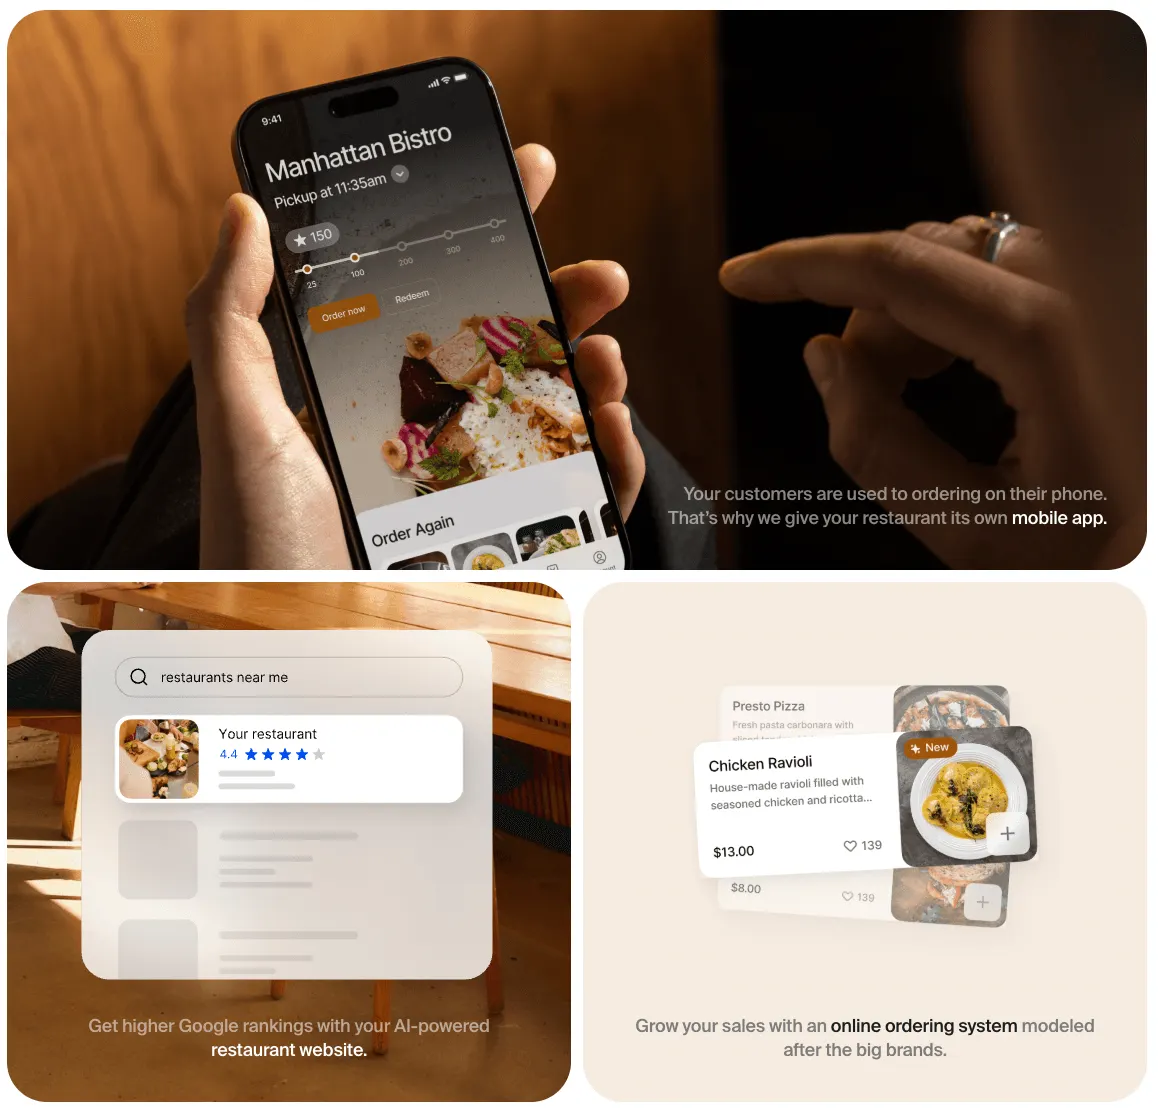 9:41
Manhattan Bistro
Pickup at 11:35am
150
25 100 200 300 400
Order now Redeem
Order Again
Your customers are used to ordering on their phone.
That's why we give your restaurant its own mobile app.
restaurants near me
Your restaurant
4.4
Get higher Google rankings with your AI-powered
restaurant website.
Presto Pizza
Fresh pasta carbonara with
New
Chicken Ravioli
House-made ravioli filled with
seasoned chicken and ricotta...
$13.00 139
$8.00 139
Grow your sales with an online ordering system modeled
after the big brands.